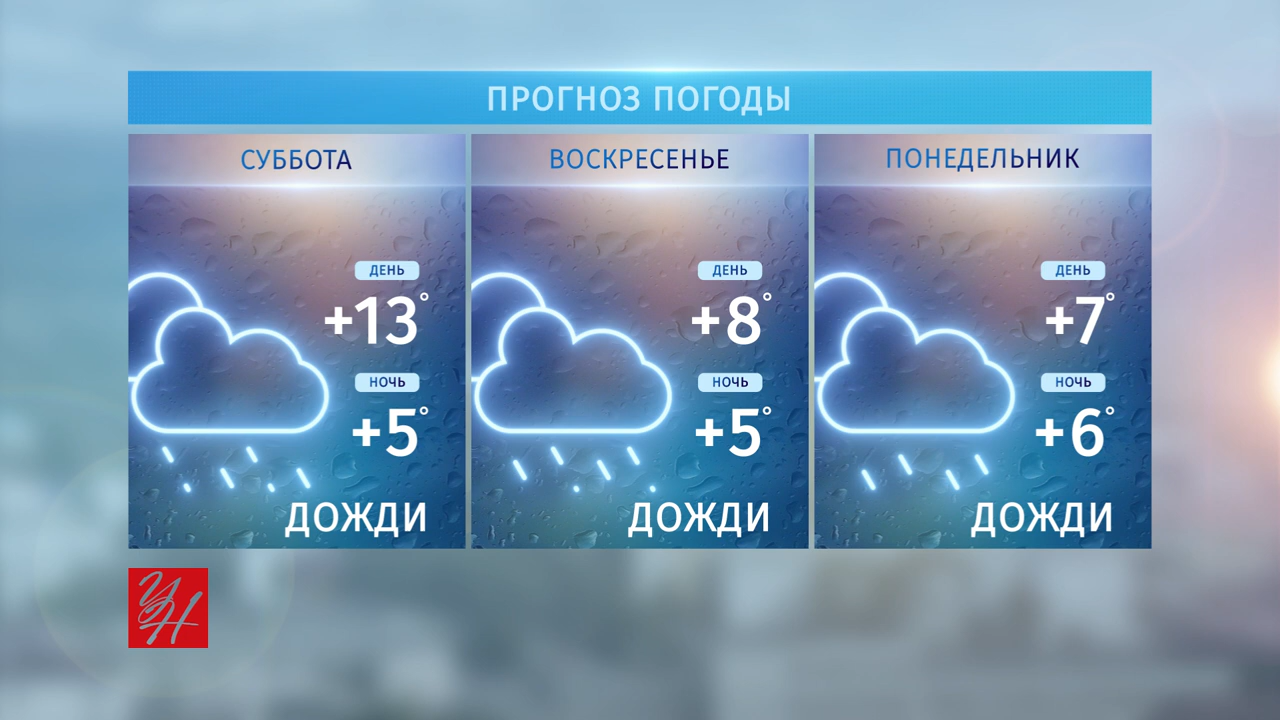 ПРОГНОЗ ПОГОДЫ
СУББОТА
ДЕНЬ
+13°
НОЧЬ
+5°
ДОЖДИ
ВОСКРЕСЕНЬЕ
ДЕНЬ
+8°
НОЧЬ
+5°
ДОЖДИ
ПОНЕДЕЛЬНИК
ДЕНЬ
+7°
НОЧЬ
+6°
ДОЖДИ
УН